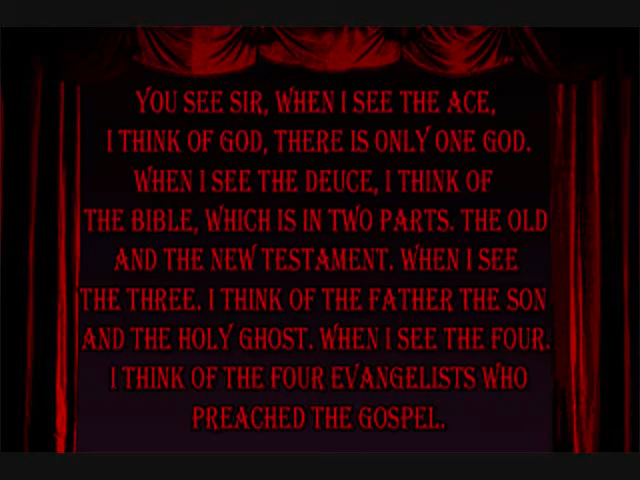 YOU SEE SIR, WHEN I SEE THE ACE,
I THINK OF GOD, THERE IS ONLY ONE GOD.
WHEN I SEE THE DEUCE, I THINK OF
THE BIBLE, WHICH IS IN TWO PARTS. THE OLD
AND THE NEW TESTAMENT. WHEN I SEE
THE THREE. I THINK OF THE FATHER THE SON
AND THE HOLY GHOST. WHEN I SEE THE FOUR.
I THINK OF THE FOUR EVANGELISTS WHO
PREACHED THE GOSPEL.